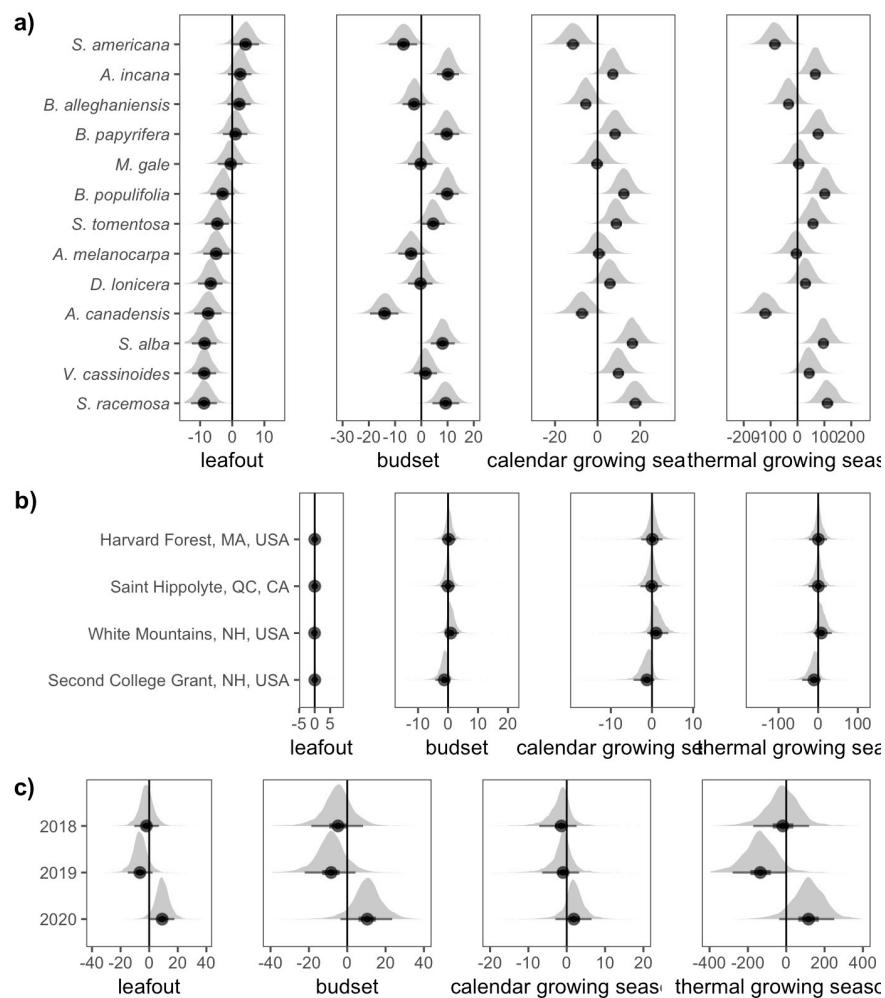 a)
S. americana
A. incana
B. alleghaniensis
B. papyrifera
M. gale
B. populifolia
S. tomentosa
A. melanocarpa
D. lonicera
A. canadensis
S. alba
V. cassinoides
S. racemosa
-10 0 10 -30 -20 -10 0 10 20 -20 0 20 -200 -100 0 100 200
leafout budset calendar growing sea thermal growing seas
b)
Harvard Forest, MA, USA
Saint Hippolyte, QC, CA
White Mountains, NH, USA
Second College Grant, NH, USA
-5 0 5 -10 0 10 20 -10 0 10 -100 0 100
leafout budset calendar growing se thermal growing sea
c)
2018
2019
2020
-40 -20 0 20 40 -40 -20 0 20 40 -20 -10 0 10 20 -400 -200 0 200 400
leafout budset calendar growing seaso thermal growing seaso